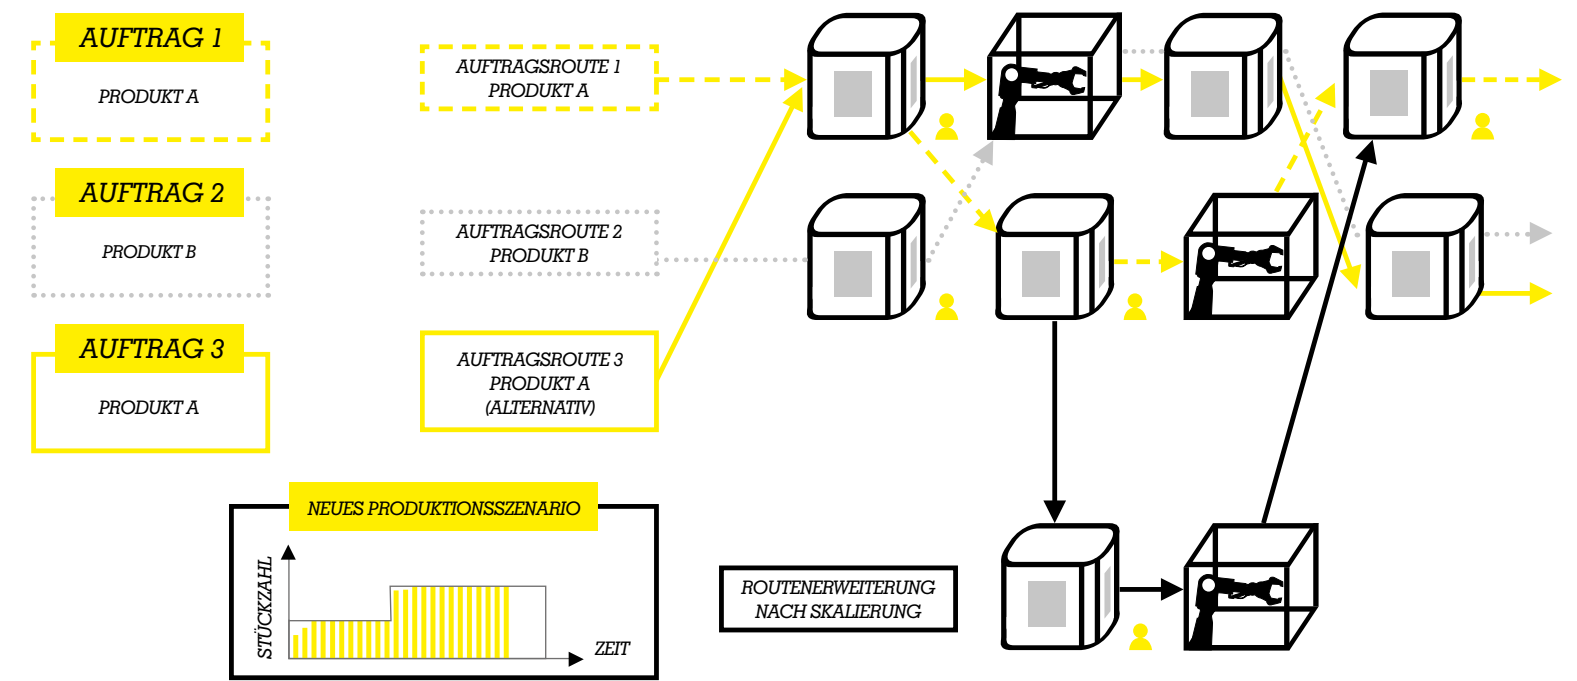 AUFTRAG 1
PRODUKT A
AUFTRAG 2
PRODUKT B
AUFTRAG 3
PRODUKT A
AUFTRAGSROUTE 1
PRODUKT A
AUFTRAGSROUTE 2
PRODUKT B
AUFTRAGSROUTE 3
PRODUKT A
(ALTERNATIV)
NEUES PRODUKTIONSSZENARIO
STÜCKZAHL
ZEIT
ROUTENERWEITERUNG
NACH SKALIERUNG